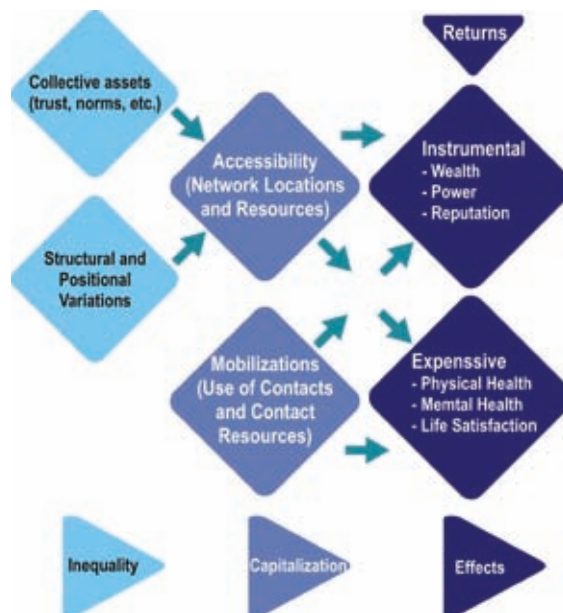 Returns
Collective assets
(trust, norms, etc.)
Accessibility
(Network Locations
and Resources)
Instrumental
- Wealth
- Power
- Reputation
Structural and
Positional
Variations
Mobilizations
(Use of Contacts
and Contact
Resources)
Expenssive
- Physical Health
- Memtal Health
- Life Satisfaction
Inequality
Capitalization
Effects